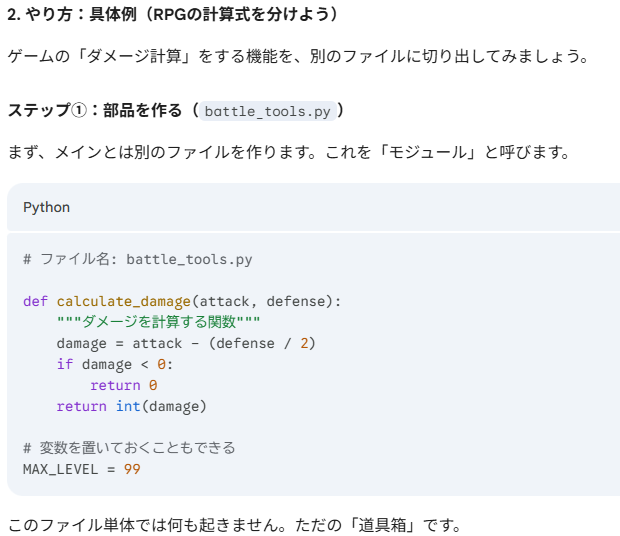 2. やり方：具体例（RPGの計算式を分けよう）
ゲームの「ダメージ計算」をする機能を、別のファイルに切り出してみましょう。
ステップ①：部品を作る（battle_tools.py）
まず、メインとは別のファイルを作ります。これを「モジュール」と呼びます。
Python
# ファイル名: battle_tools.py
def calculate_damage(attack, defense):
    """ダメージを計算する関数"""
    damage = attack - (defense / 2)
    if damage < 0:
        return 0
    return int(damage)
# 変数を置いておくこともできる
MAX_LEVEL = 99
このファイル単体では何も起きません。ただの「道具箱」です。